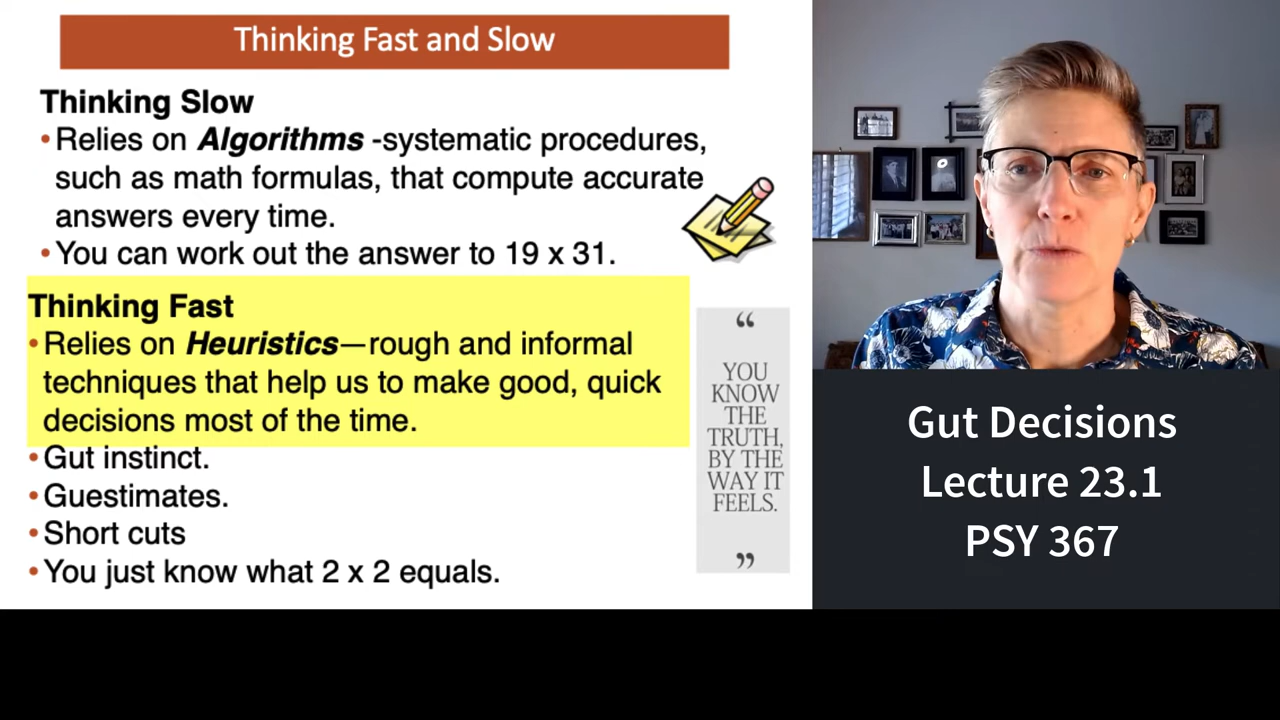 Thinking Fast and Slow
Thinking Slow
• Relies on Algorithms -systematic procedures,
such as math formulas, that compute accurate
answers every time.
• You can work out the answer to 19 x 31.
Thinking Fast
• Relies on Heuristics—rough and informal
techniques that help us to make good, quick
decisions most of the time.
• Gut instinct.
• Guestimates.
• Short cuts
• You just know what 2 x 2 equals.
“
YOU
KNOW
THE
TRUTH,
BY THE
WAY IT
FEELS.
”
Gut Decisions
Lecture 23.1
PSY 367